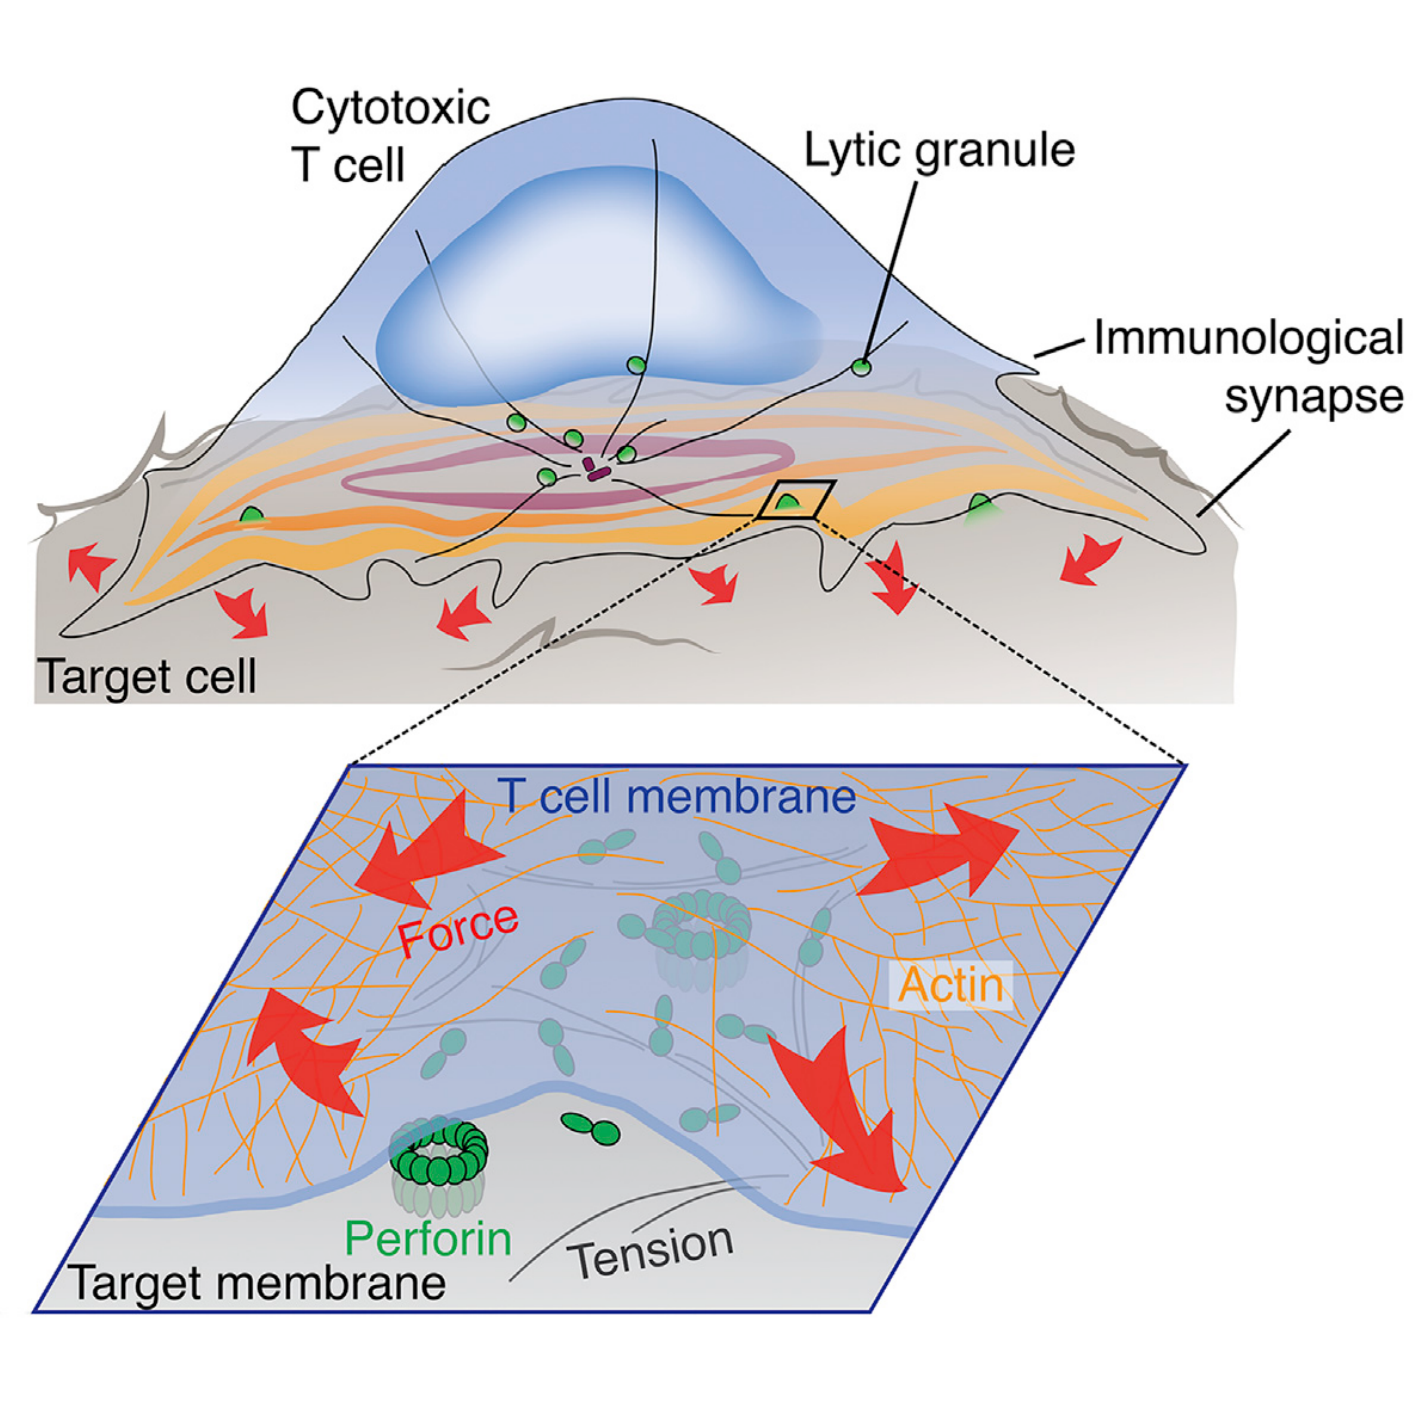 Cytotoxic
T cell
Lytic granule
Immunological
synapse
Target cell
T cell membrane
Force
Actin
Perforin
Tension
Target membrane